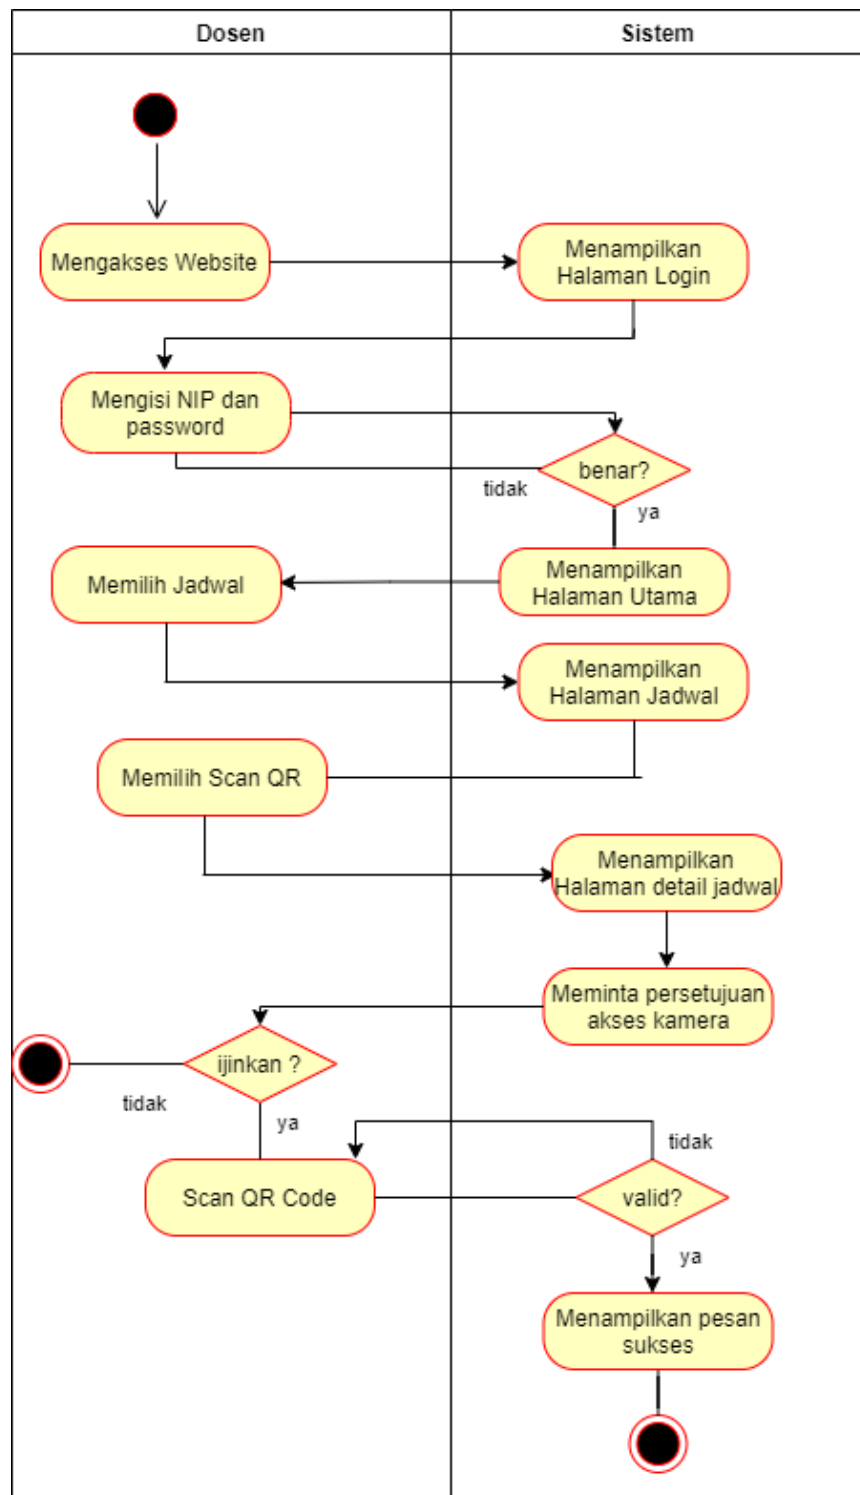 Dosen
Sistem
Mengakses Website
Menampilkan
Halaman Login
Mengisi NIP dan
password
benar?
tidak
ya
Memilih Jadwal
Menampilkan
Halaman Utama
Menampilkan
Halaman Jadwal
Memilih Scan QR
Menampilkan
Halaman detail jadwal
Meminta persetujuan
akses kamera
ijinkan ?
tidak
ya
tidak
Scan QR Code
valid?
ya
Menampilkan pesan
sukses